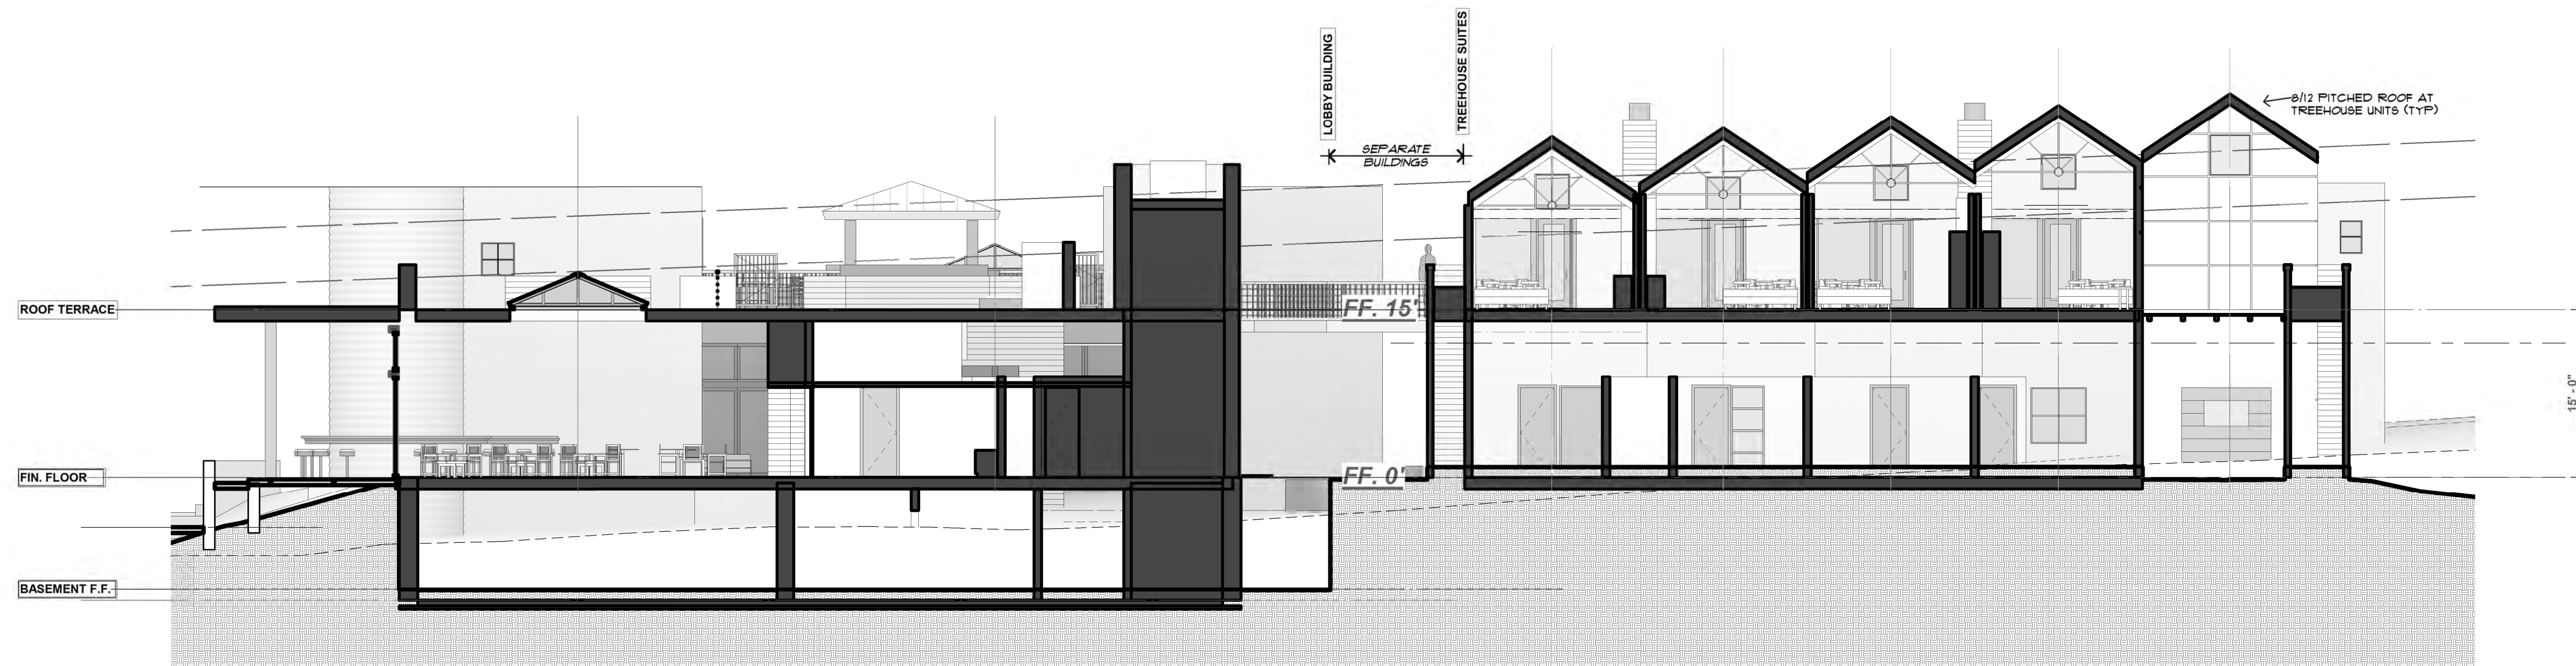 LOBBY BUILDING
TREEHOUSE SUITES
SEPARATE
BUILDINGS
8/12 PITCHED ROOF AT
TREEHOUSE UNITS (TYP)
ROOF TERRACE
FF. 15'
15' - 0"
FIN. FLOOR
FF. 0'
BASEMENT F.F.